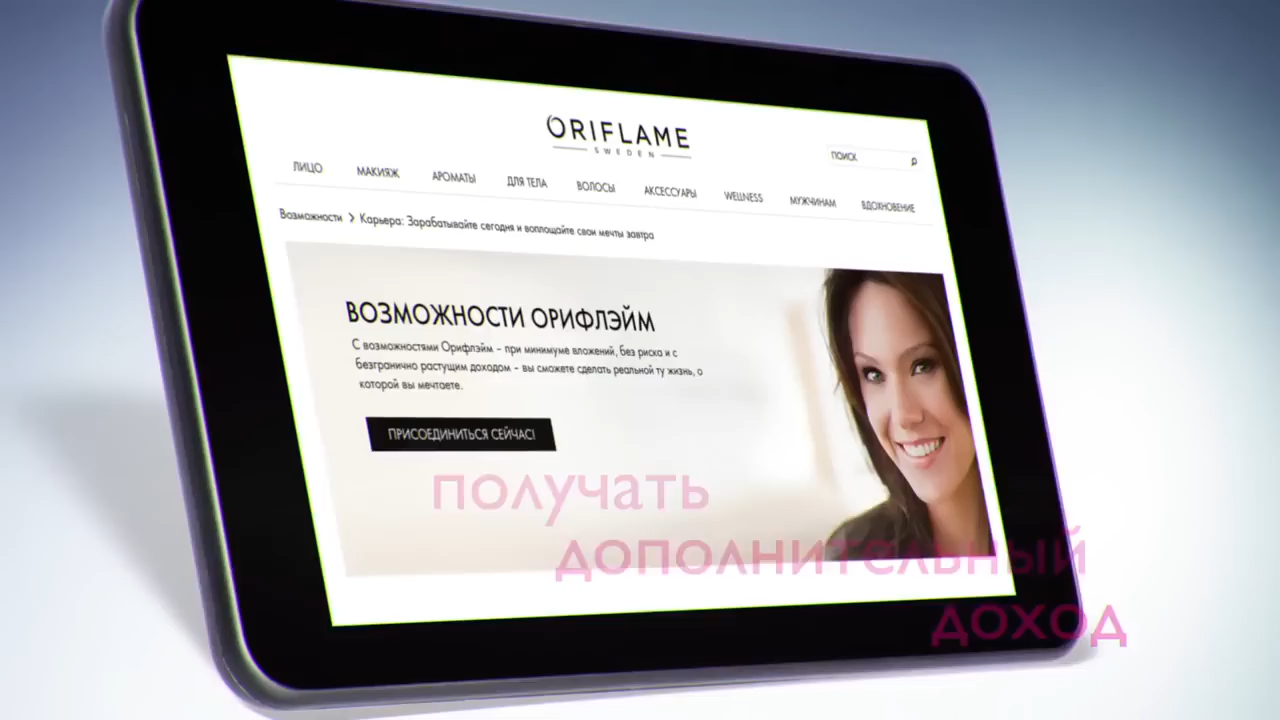 ORIFLAME
SWEDEN
ПОИСК
ЛИЦО МАКИЯЖ АРОМАТЫ ДЛЯ ТЕЛА ВОЛОСЫ АКСЕССУАРЫ WELLNESS МУЖЧИНАМ ВДОХНОВЕНИЕ
Возможности > Карьера: Зарабатывайте сегодня и воплощайте свои мечты завтра
ВОЗМОЖНОСТИ ОРИФЛЭЙМ
С возможностями Орифлэйм – при минимуме вложений, без риска и с
безгранично растущим доходом – вы сможете сделать реальной ту жизнь, о
которой вы мечтаете.
ПРИСОЕДИНИТЬСЯ СЕЙЧАС!
получать
дополнительный
доход